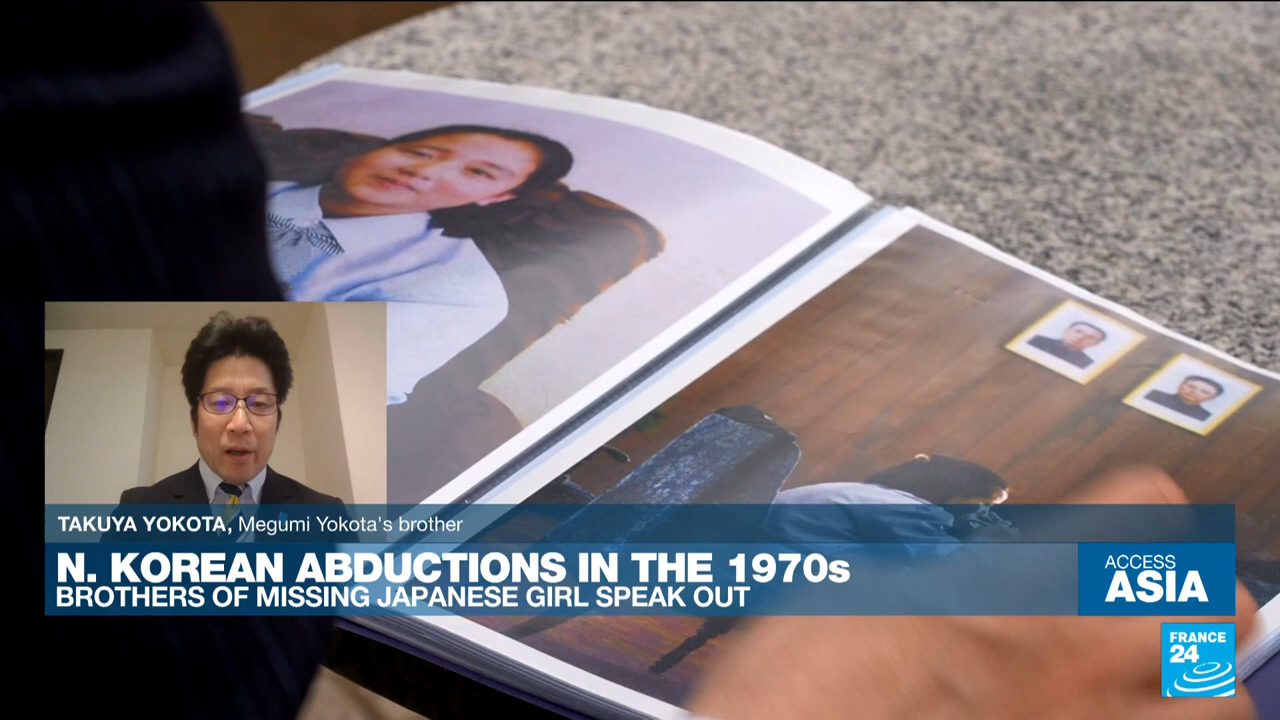 TAKUYA YOKOTA, Megumi Yokota's brother
N. KOREAN ABDUCTIONS IN THE 1970s
BROTHERS OF MISSING JAPANESE GIRL SPEAK OUT
ACCESS
ASIA
FRANCE
24